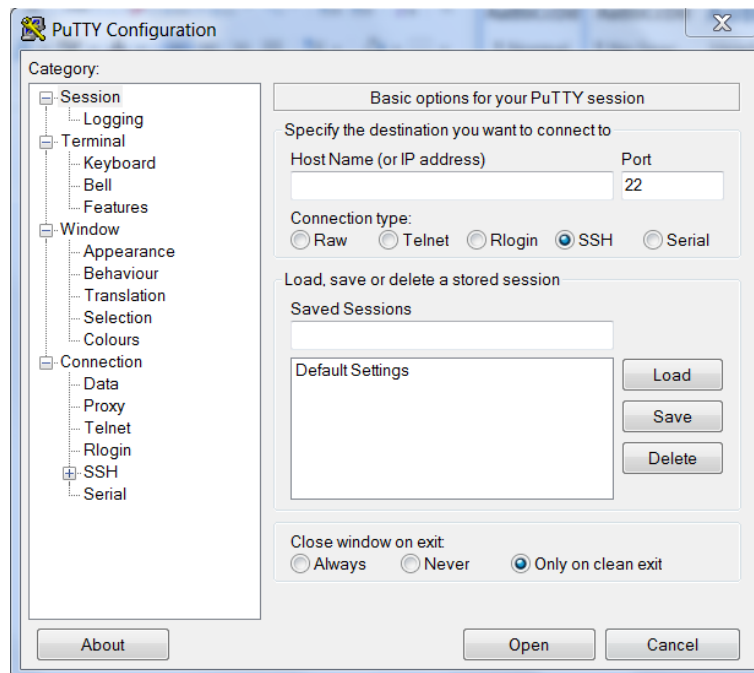 PuTTY Configuration
Category:
Session
Logging
Terminal
Keyboard
Bell
Features
Window
Appearance
Behaviour
Translation
Selection
Colours
Connection
Data
Proxy
Telnet
Rlogin
SSH
Serial
Basic options for your PuTTY session
Specify the destination you want to connect to
Host Name (or IP address) Port
22
Connection type:
Raw Telnet Rlogin SSH Serial
Load, save or delete a stored session
Saved Sessions
Default Settings
Load
Save
Delete
Close window on exit:
Always Never Only on clean exit
About Open Cancel